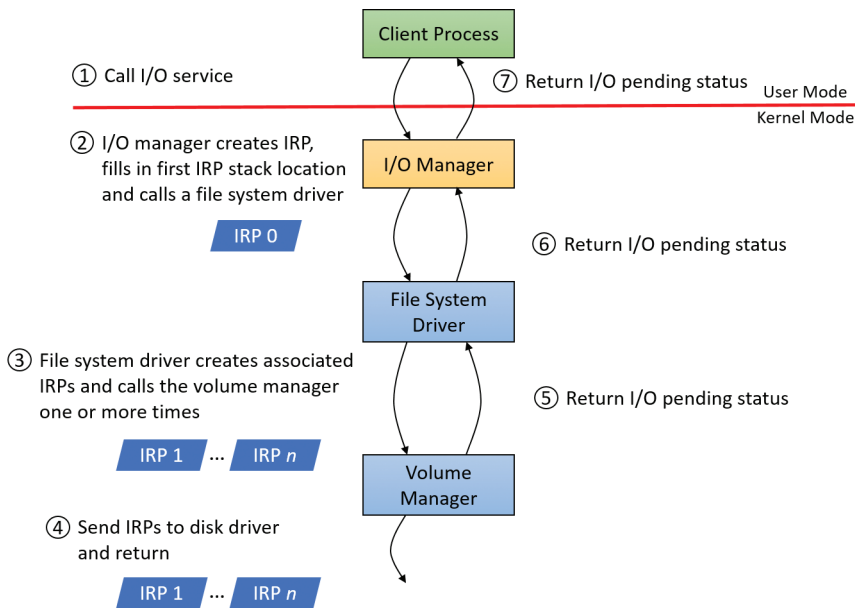 Client Process
① Call I/O service
⑦ Return I/O pending status
User Mode
Kernel Mode
② I/O manager creates IRP,
fills in first IRP stack location
and calls a file system driver
I/O Manager
IRP 0
⑥ Return I/O pending status
File System
Driver
③ File system driver creates associated
IRPs and calls the volume manager
one or more times
⑤ Return I/O pending status
IRP 1 ... IRP n
Volume
Manager
④ Send IRPs to disk driver
and return
IRP 1 ... IRP n